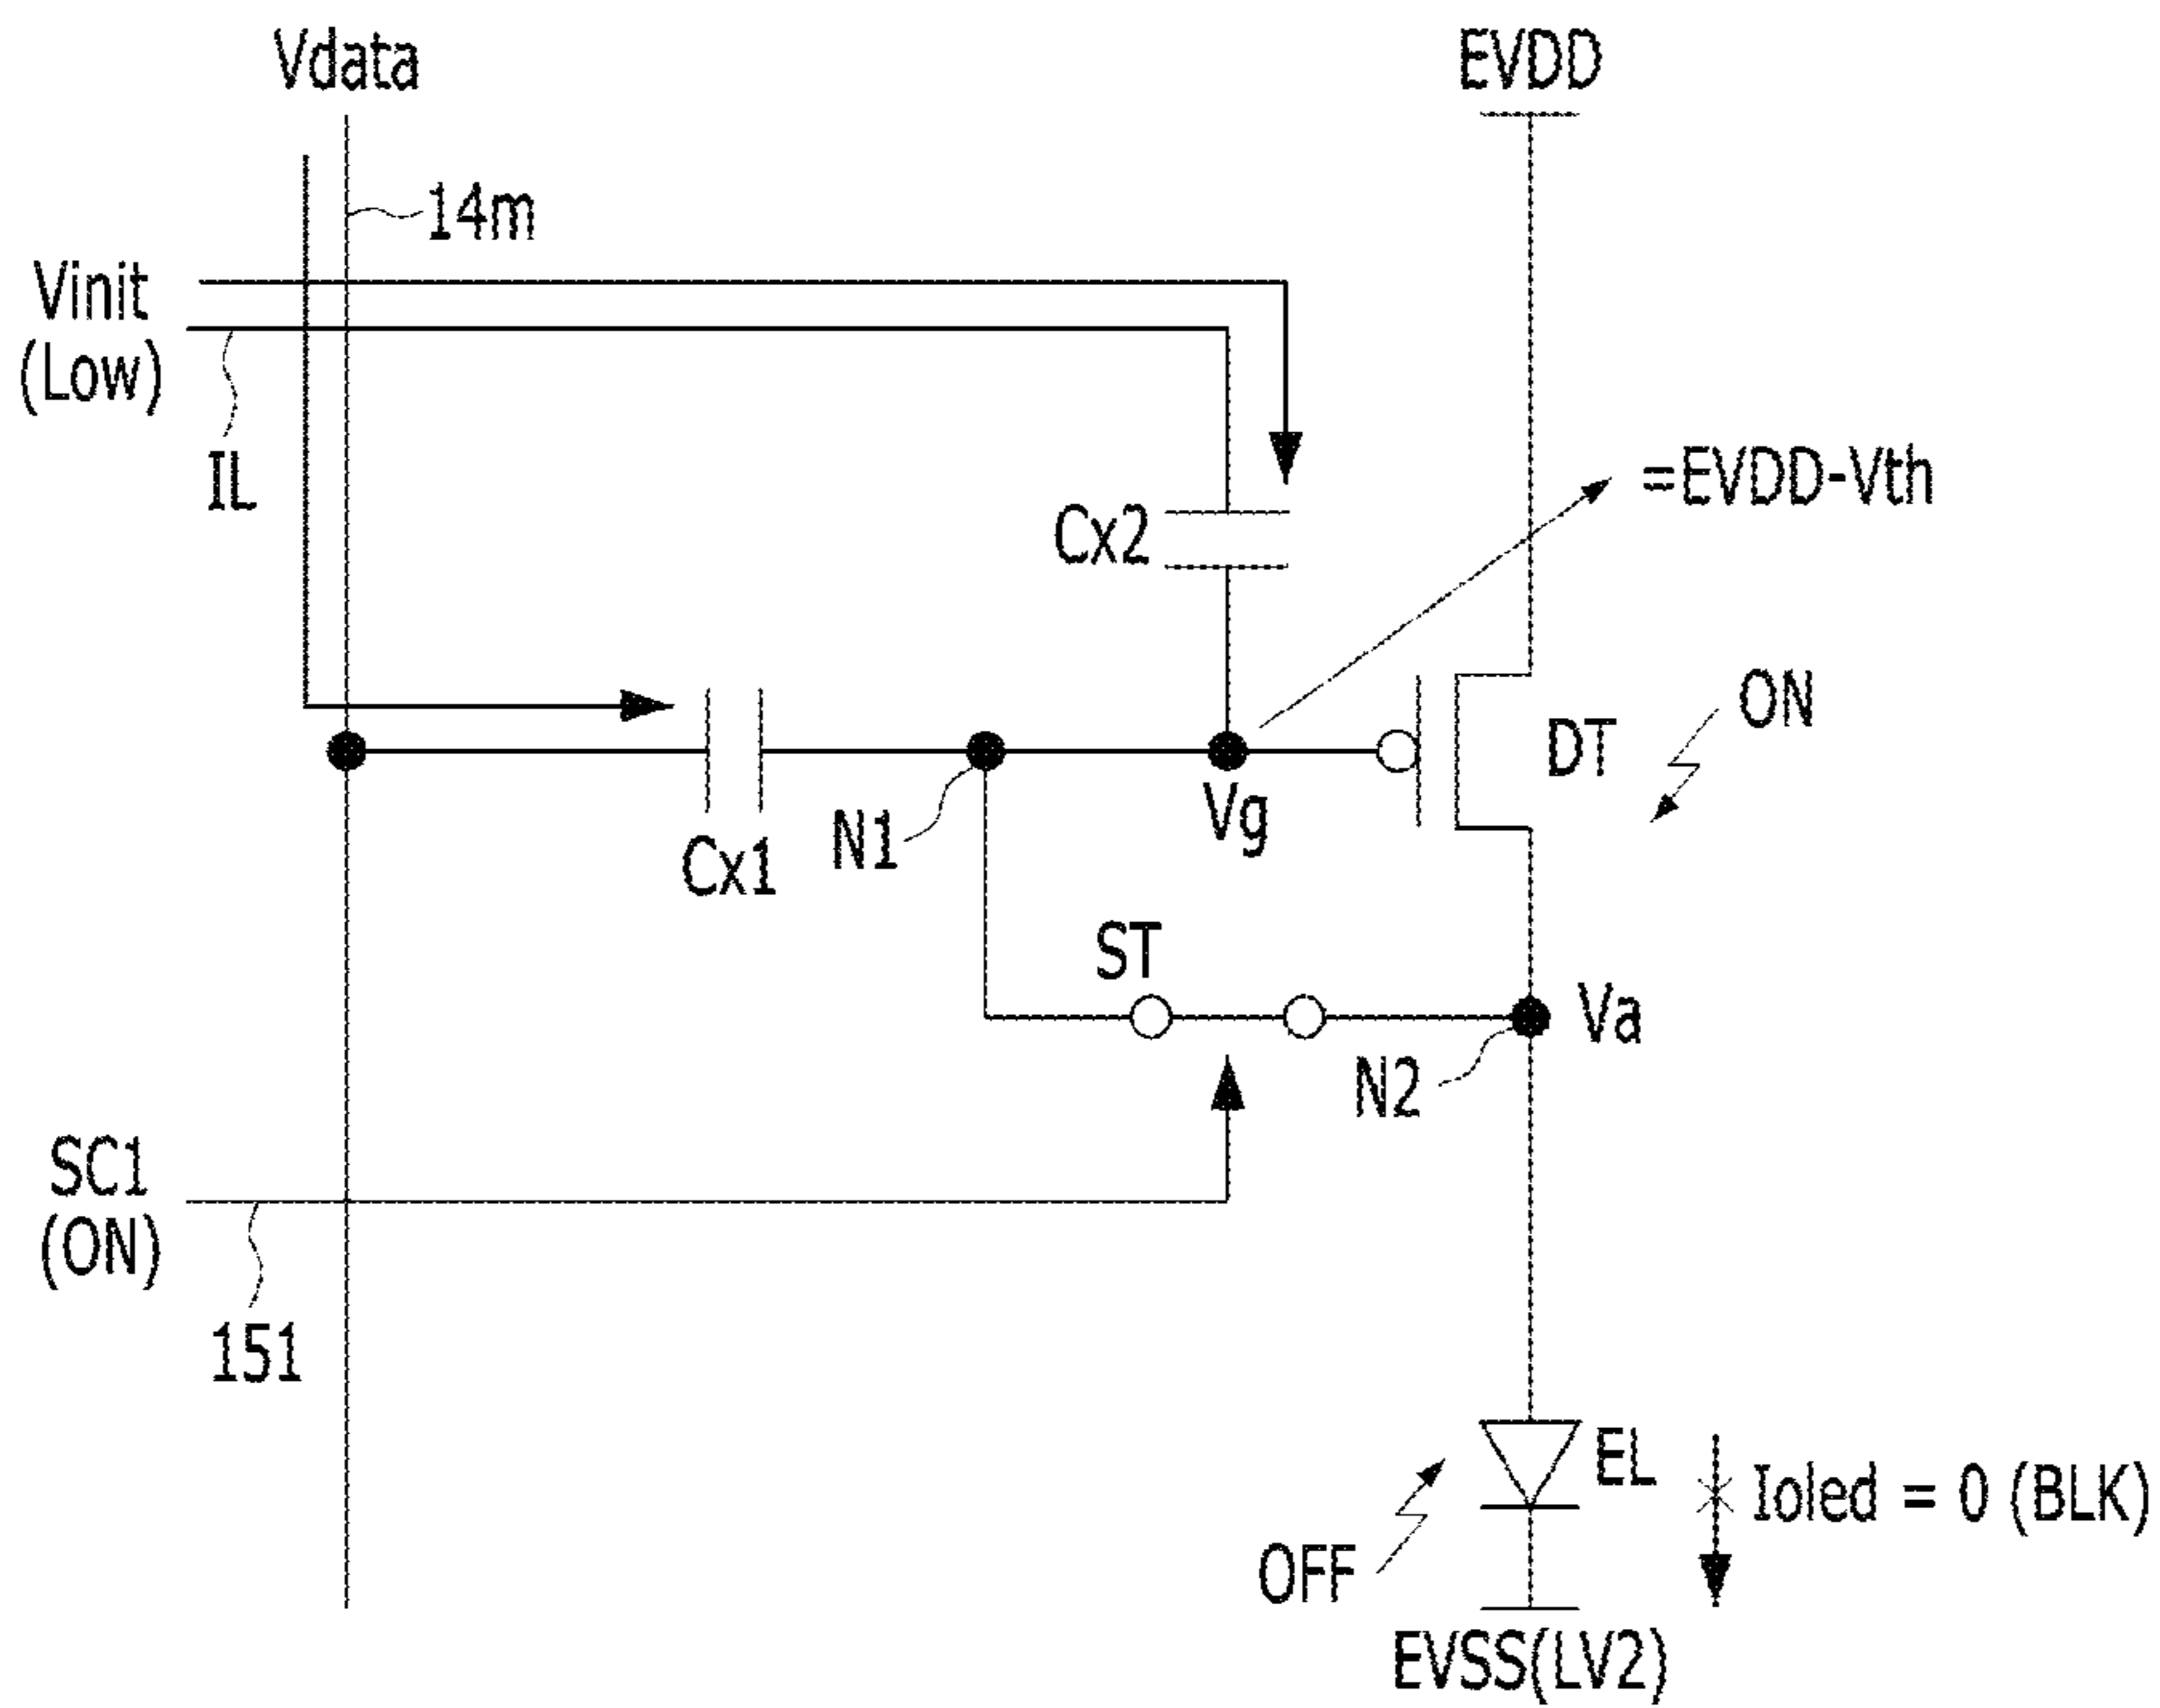 Vdata
EVDD
14m
Vinit
(Low)
IL
=EVDD-Vth
Cx2
ON
DT
Vg
N1
Cx1
ST
Va
N2
SC1
(ON)
151
EL
Ioled = 0 (BLK)
OFF
EVSS(LV2)